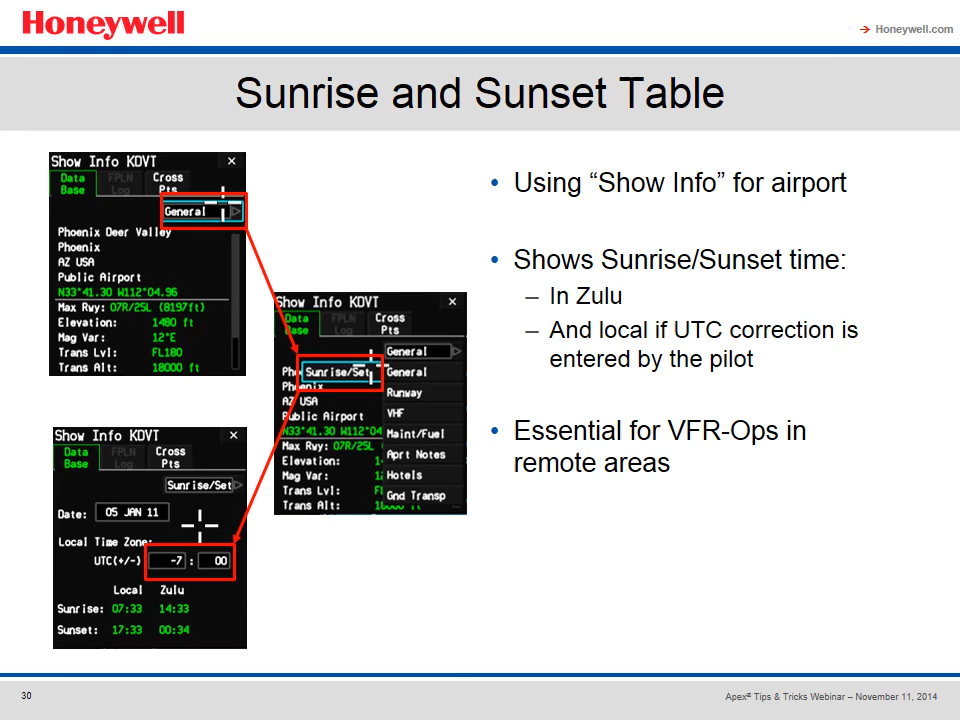 Honeywell
Honeywell.com
Sunrise and Sunset Table
Show Info KDVT ×
Data Base FPLN Log Cross Pts
General
Phoenix Deer Valley
Phoenix
AZ USA
Public Airport
N33°41.30 W112°04.96
Max Rwy: 07R/25L (8197ft)
Elevation: 1480 ft
Mag Var: 12°E
Trans Lvl: FL180
Trans Alt: 18000 ft
Show Info KDVT ×
Data Base FPLN Log Cross Pts
General
Pho Sunrise/Set General
Phoenix Runway
AZ USA
Public Airport VHF
N33°41.30 W112°04 Maint/Fuel
Max Rwy: 07R/25L
Elevation: 1 Aprt Notes
Mag Var: 1 Hotels
Trans Lvl: FL Gnd Transp
Trans Alt: 18000
Show Info KDVT ×
Data Base FPLN Log Cross Pts
Sunrise/Set
Date: 05 JAN 11
Local Time Zone:
UTC(+/-) -7 : 00
Local Zulu
Sunrise: 07:33 14:33
Sunset: 17:33 00:34
• Using “Show Info” for airport
• Shows Sunrise/Sunset time:
– In Zulu
– And local if UTC correction is
entered by the pilot
• Essential for VFR-Ops in
remote areas
30
Apex® Tips & Tricks Webinar – November 11, 2014